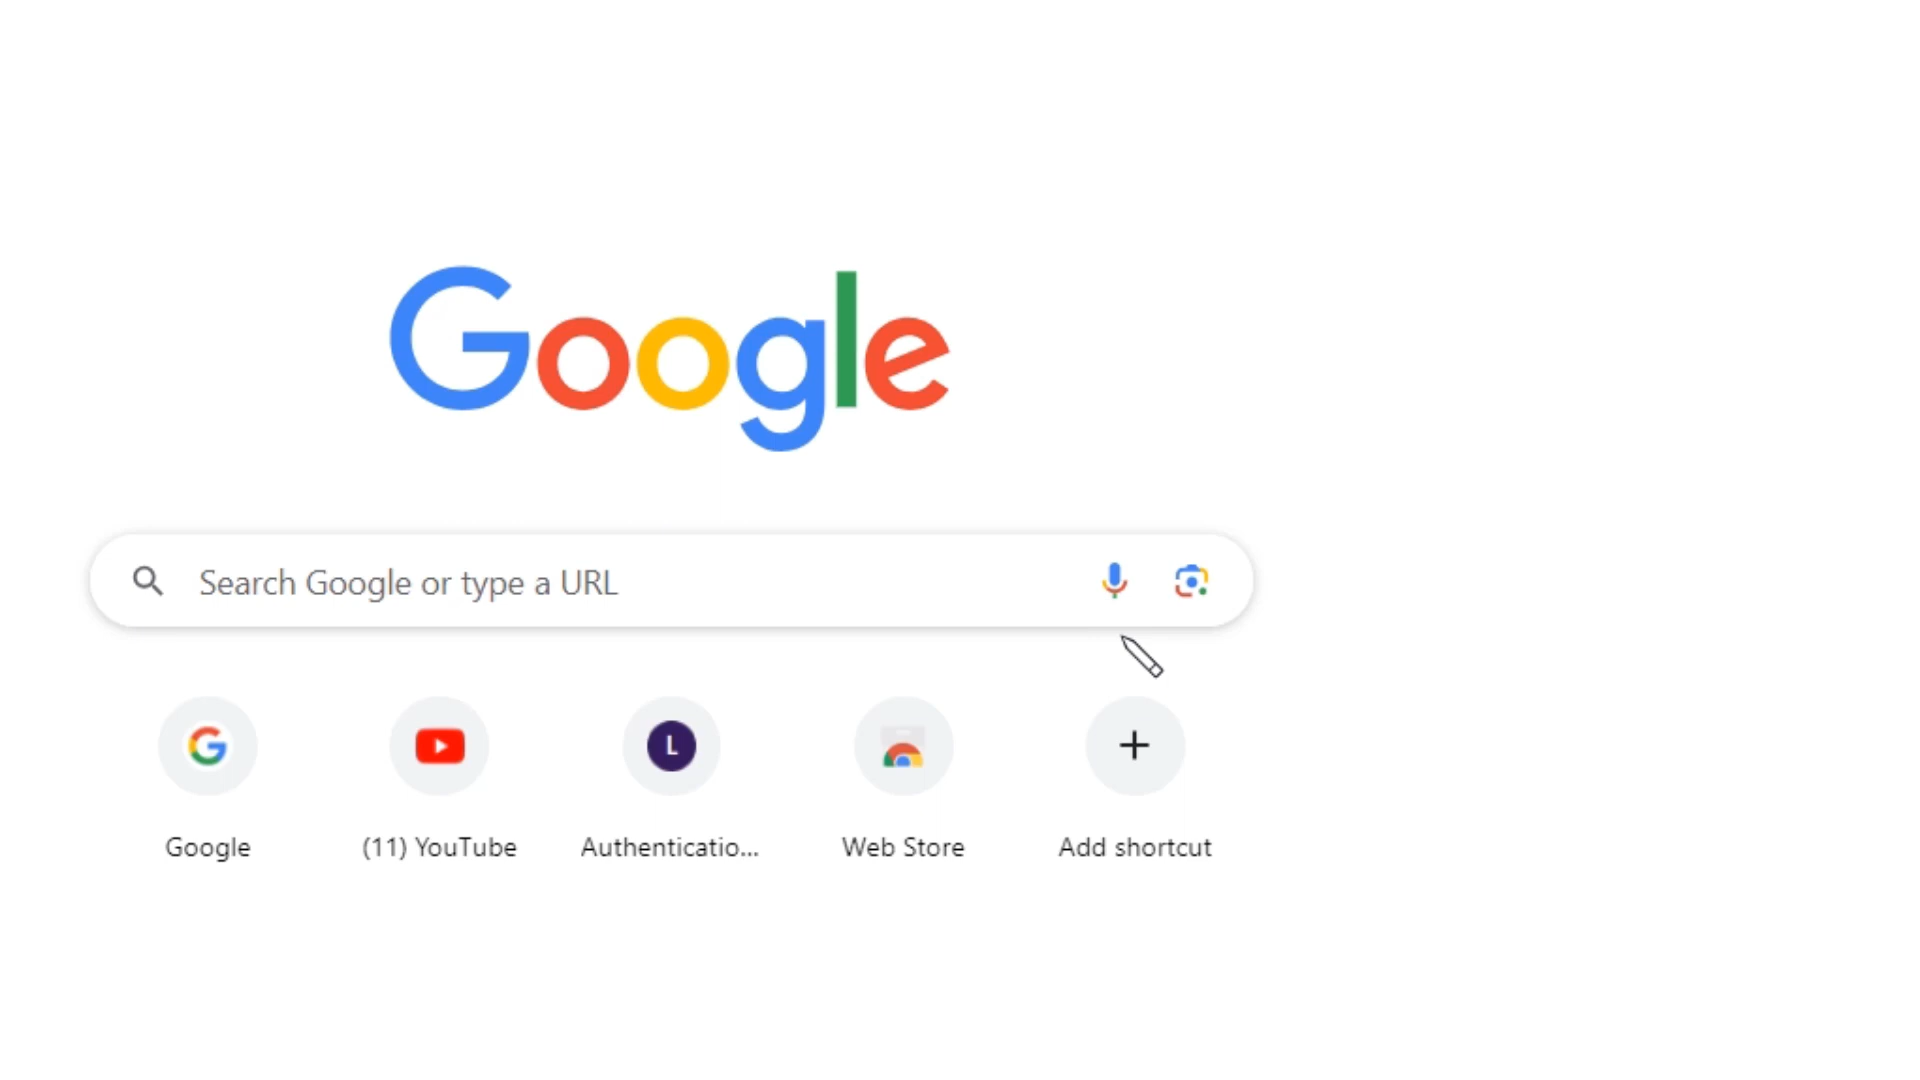 Google
Search Google or type a URL
L
Google
(11) YouTube
Authenticatio...
Web Store
Add shortcut